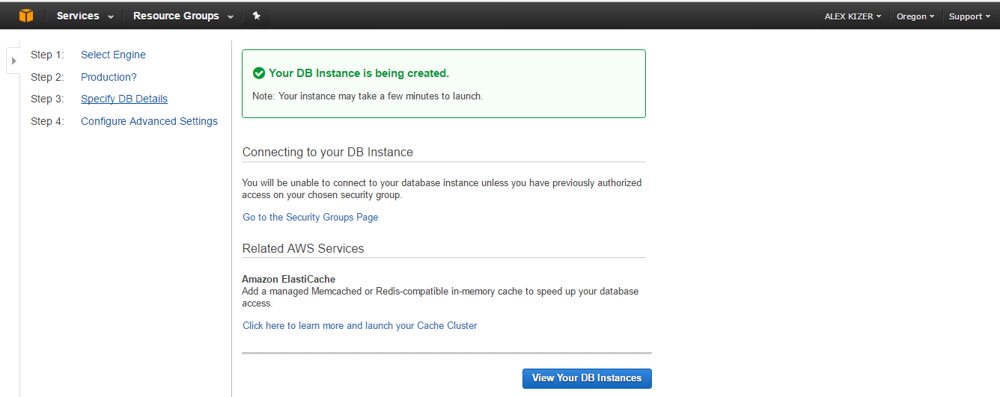 Services Resource Groups ALEX KIZER Oregon Support
Step 1: Select Engine
Step 2: Production?
Step 3: Specify DB Details
Step 4: Configure Advanced Settings
Your DB Instance is being created.
Note: Your instance may take a few minutes to launch.
Connecting to your DB Instance
You will be unable to connect to your database instance unless you have previously authorized
access on your chosen security group.
Go to the Security Groups Page
Related AWS Services
Amazon ElastiCache
Add a managed Memcached or Redis-compatible in-memory cache to speed up your database
access.
Click here to learn more and launch your Cache Cluster
View Your DB Instances